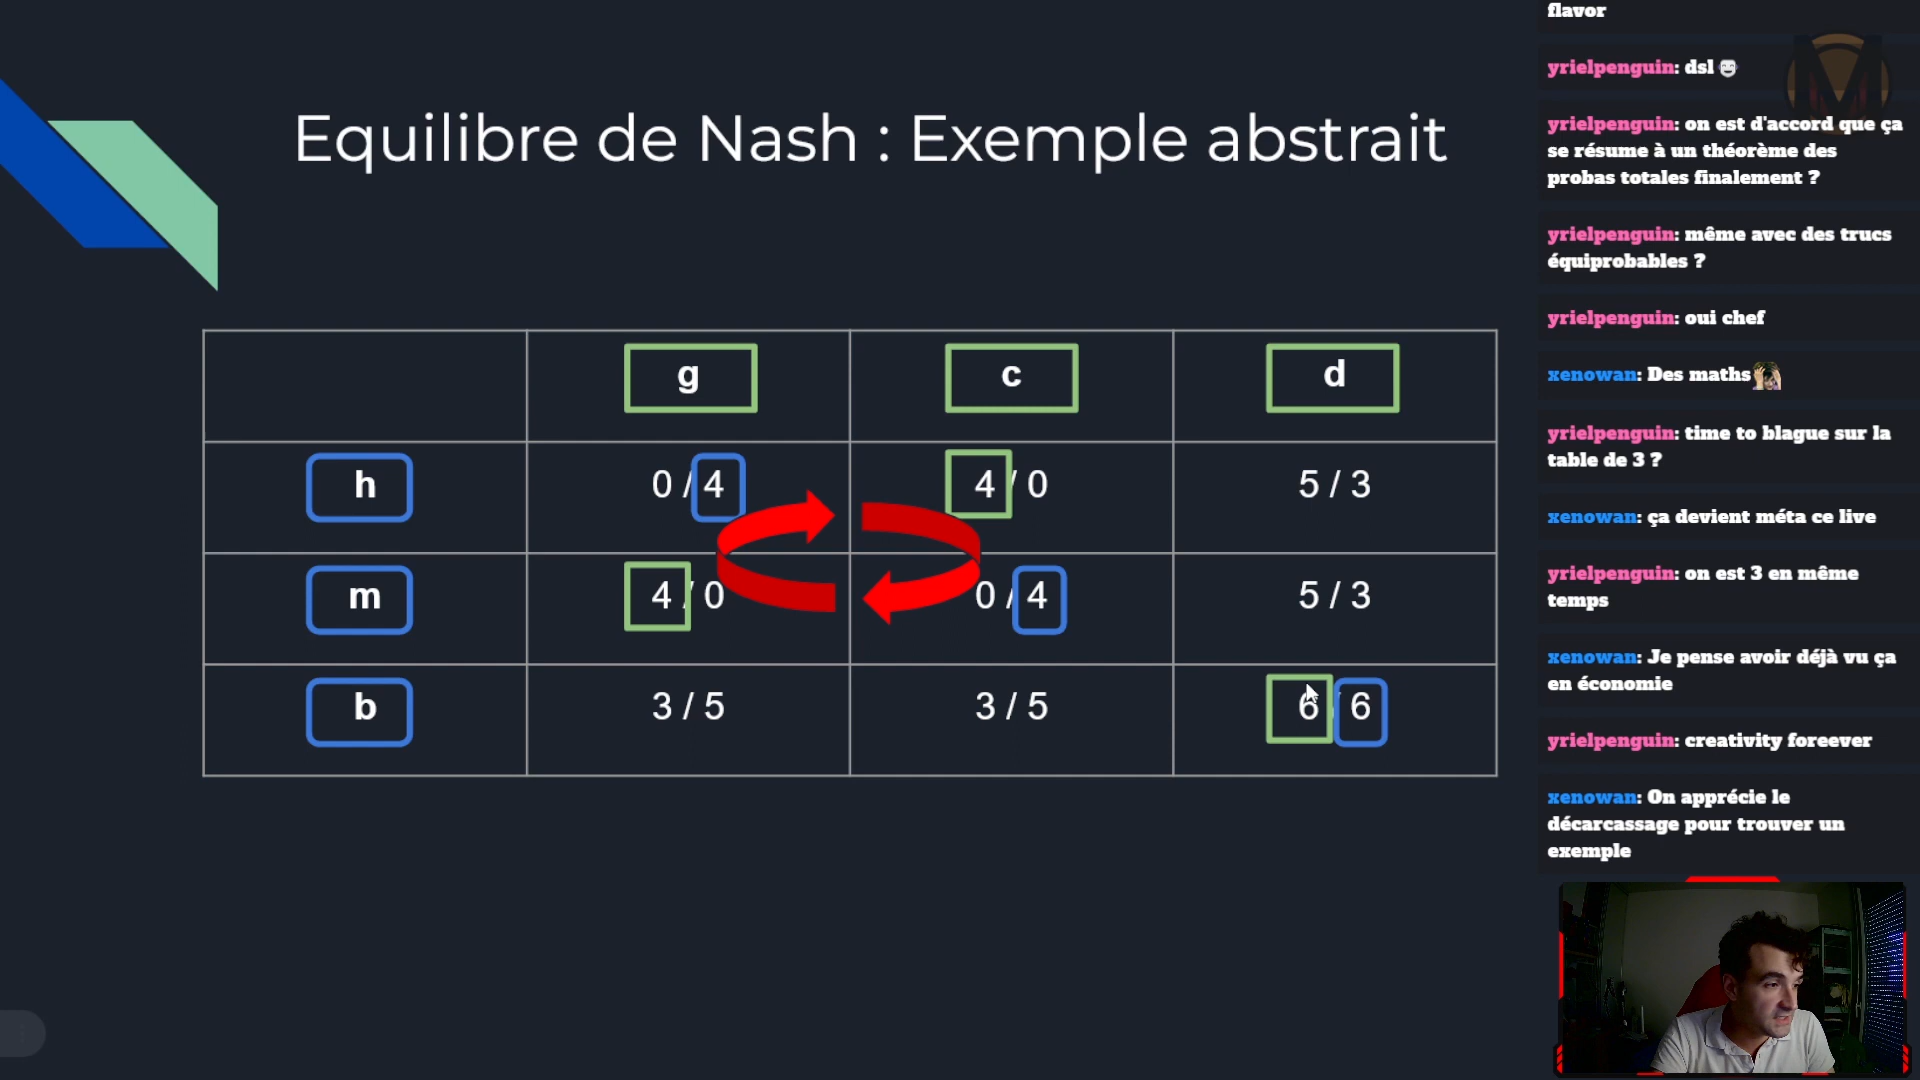 Equilibre de Nash : Exemple abstrait
g c d
h 0 / 4 4 / 0 5 / 3
m 4 / 0 0 / 4 5 / 3
b 3 / 5 3 / 5 6 / 6
flavor
yrielpenguin: dsl
yrielpenguin: on est d'accord que ça
se résume à un théorème des
probas totales finalement ?
yrielpenguin: même avec des trucs
équiprobables ?
yrielpenguin: oui chef
xenowan: Des maths
yrielpenguin: time to blague sur la
table de 3 ?
xenowan: ça devient méta ce live
yrielpenguin: on est 3 en même
temps
xenowan: Je pense avoir déjà vu ça
en économie
yrielpenguin: creativity foreever
xenowan: On apprécie le
décarcassage pour trouver un
exemple